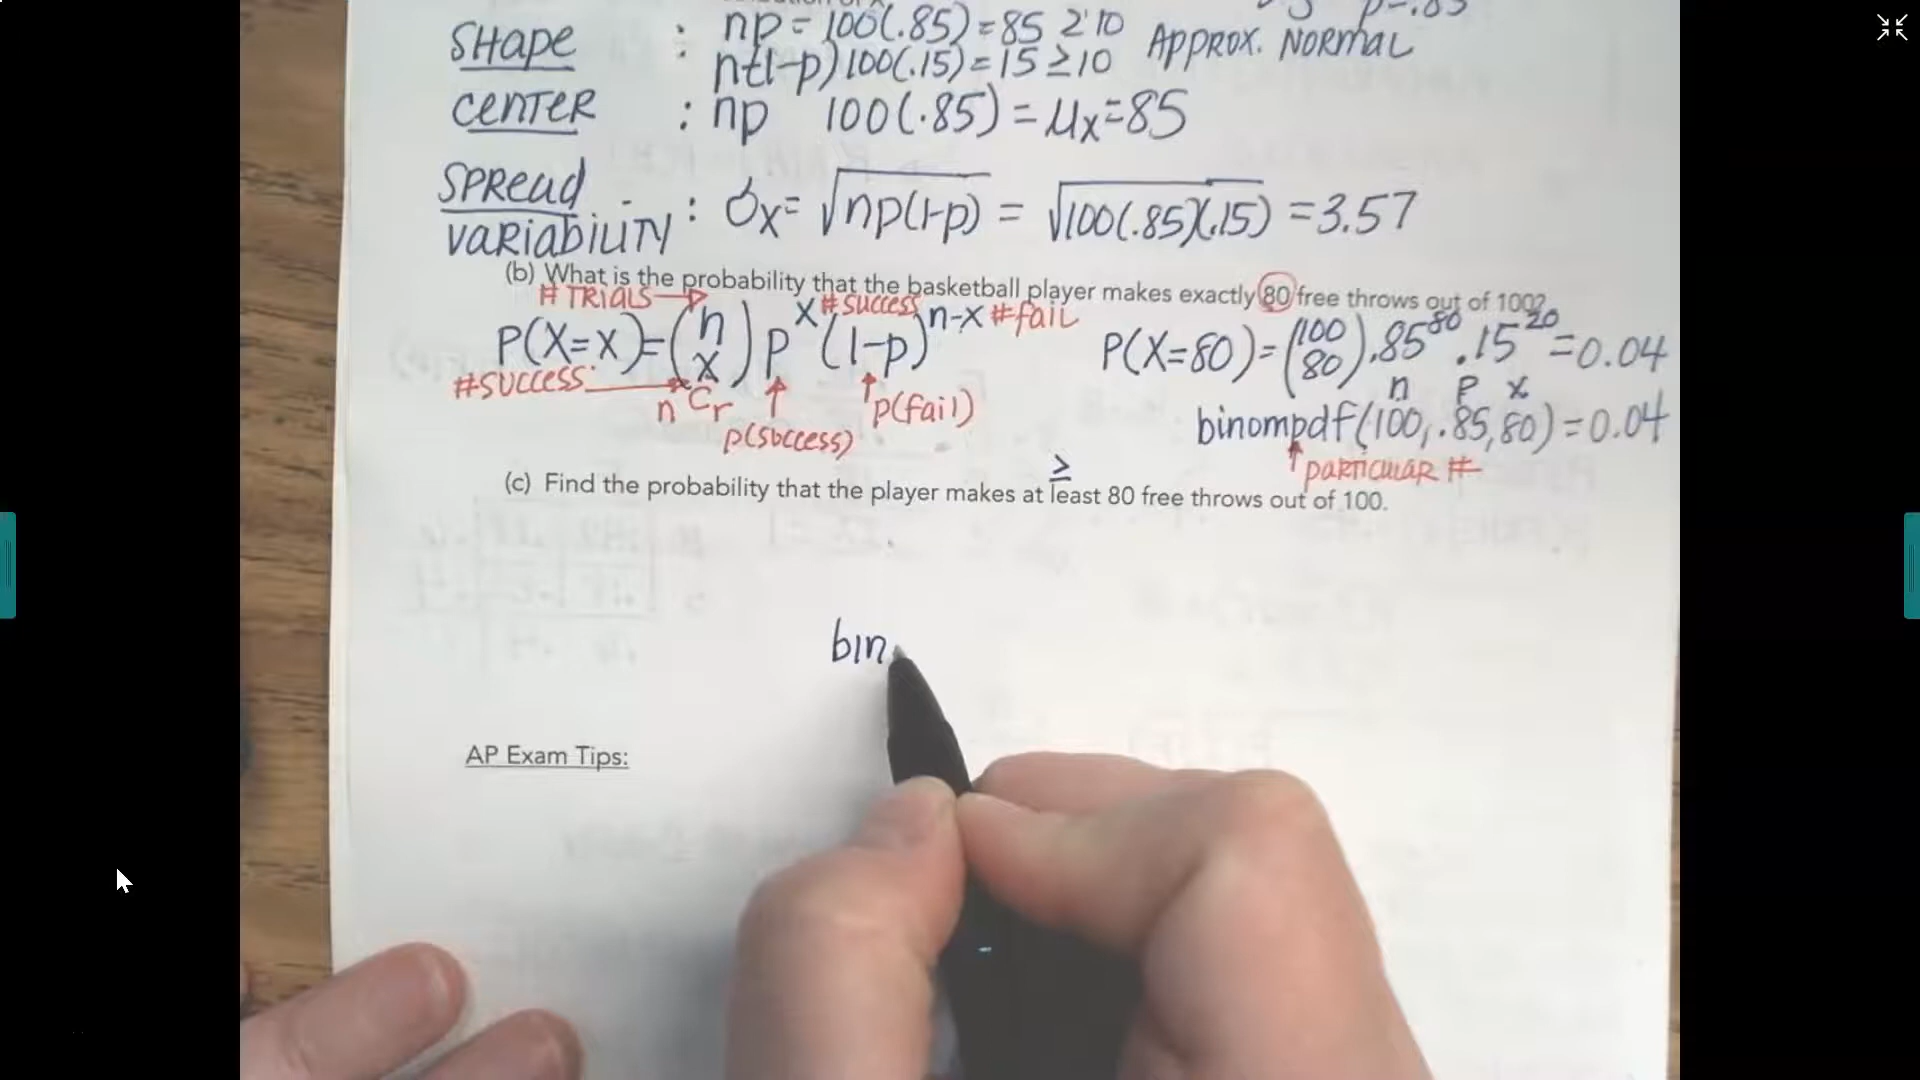 SHAPE : np = 100(.85) = 85 ≥ 10 APPROX. NORMAL
n(1-p) 100(.15) = 15 ≥ 10
CENTER : np 100(.85) = μx = 85
SPREAD
VARIABILITY : σx = √np(1-p) = √100(.85)(.15) = 3.57
(b) What is the probability that the basketball player makes exactly 80 free throws out of 100?
# TRIALS → x #success n-x #fail
P(X=x) = (n x) p^x (1-p)^n-x P(X=80) = (100 80) .85^80 .15^20 = 0.04
#success → nCr ↑ ↑ p(fail) n p x
p(success) binompdf(100, .85, 80) = 0.04
↑ particular #
≥
(c) Find the probability that the player makes at least 80 free throws out of 100.
bin
AP Exam Tips: